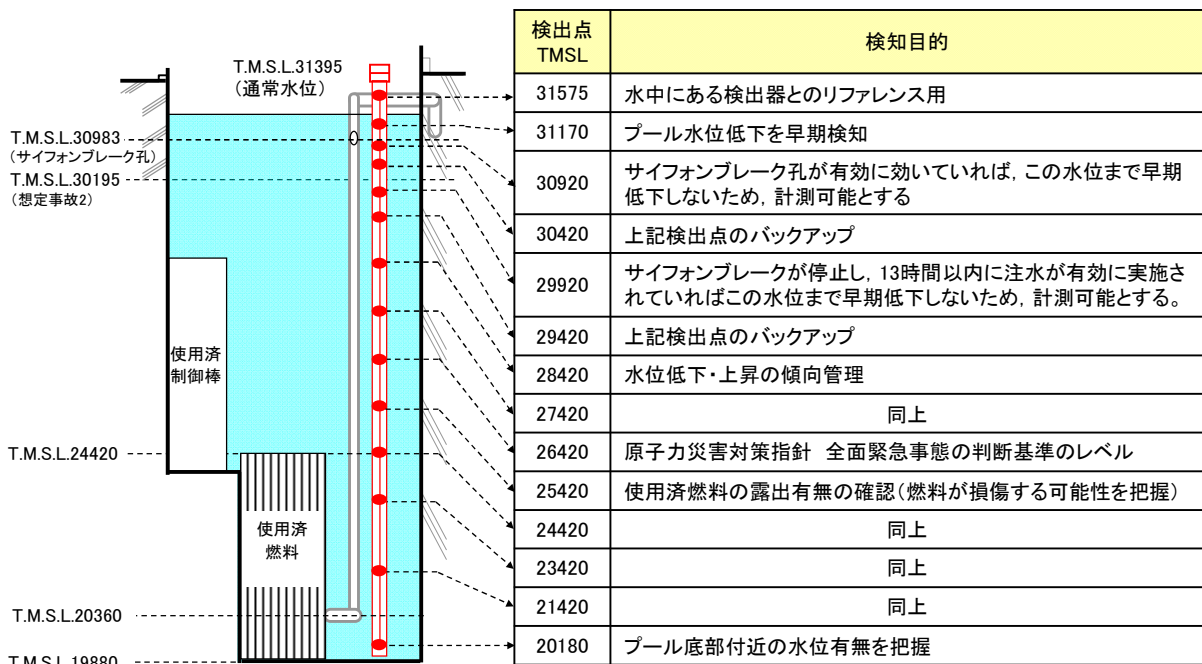 T.M.S.L.31395
（通常水位）
T.M.S.L.30983
（サイフォンブレーク孔）
T.M.S.L.30195
（想定事故2）
使用済
制御棒
T.M.S.L.24420
使用済
燃料
T.M.S.L.20360
T.M.S.L.19880
検出点
TMSL
検知目的
31575 水中にある検出器とのリファレンス用
31170 プール水位低下を早期検知
30920 サイフォンブレーク孔が有効に効いていれば，この水位まで早期
低下しないため，計測可能とする
30420 上記検出点のバックアップ
29920 サイフォンブレークが停止し，13時間以内に注水が有効に実施さ
れていればこの水位まで早期低下しないため，計測可能とする。
29420 上記検出点のバックアップ
28420 水位低下・上昇の傾向管理
27420 同上
26420 原子力災害対策指針 全面緊急事態の判断基準のレベル
25420 使用済燃料の露出有無の確認（燃料が損傷する可能性を把握）
24420 同上
23420 同上
21420 同上
20180 プール底部付近の水位有無を把握